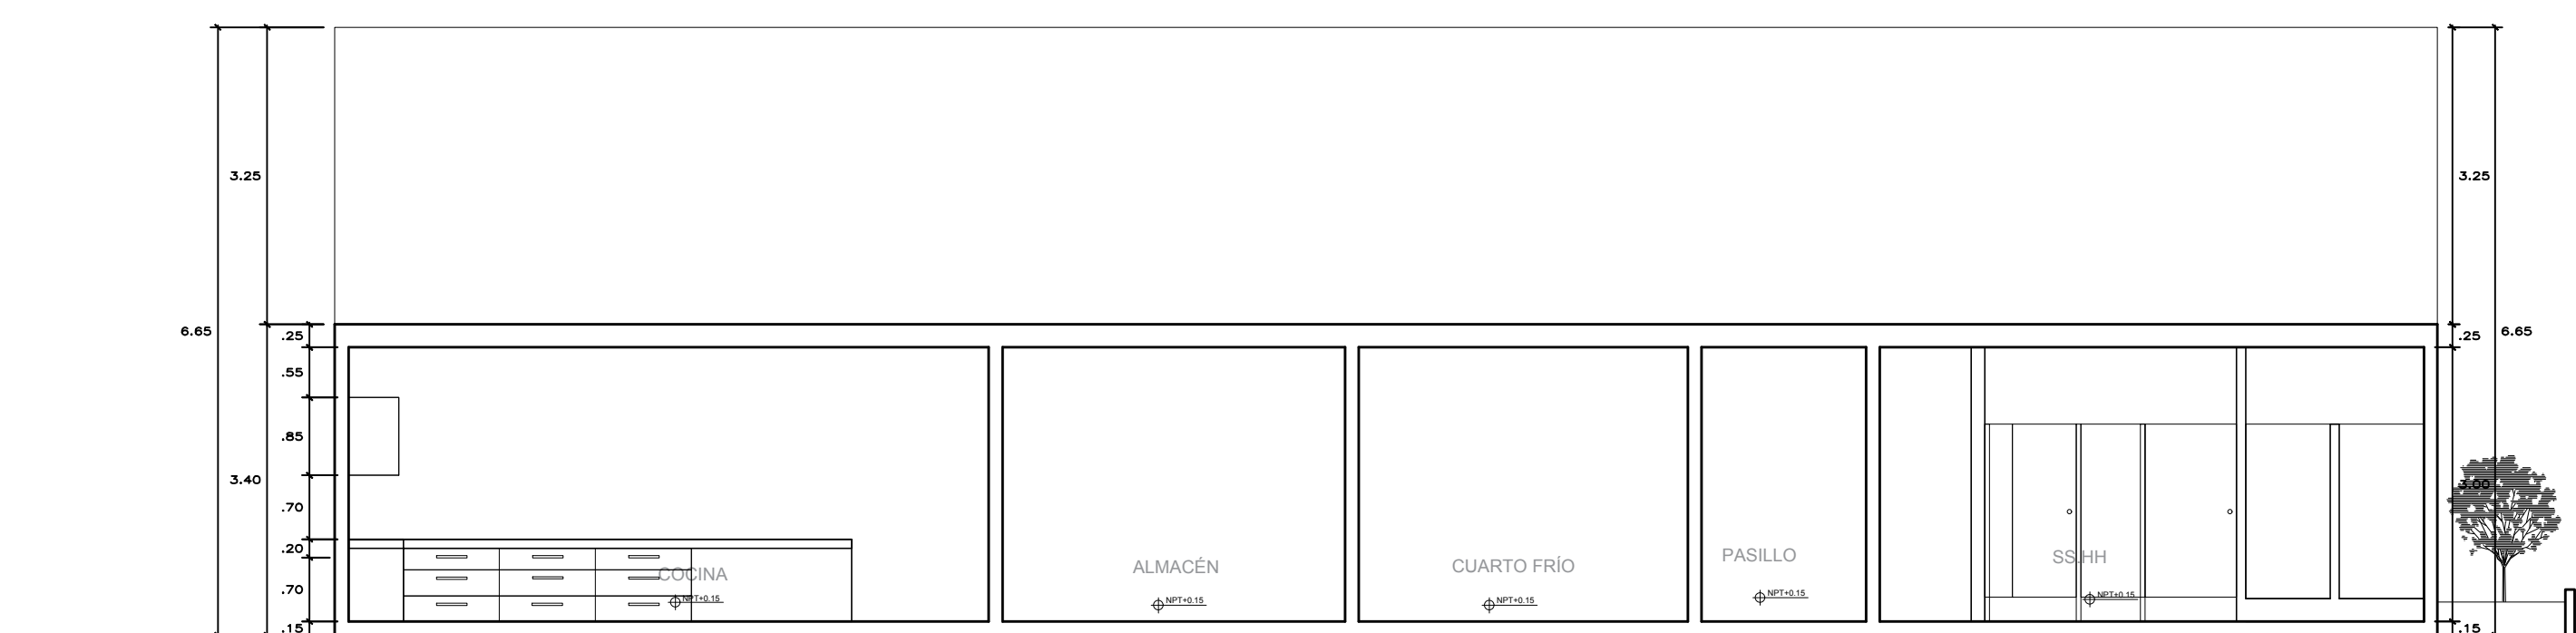 3.25
3.25
6.65
.25
.25
6.65
.55
.85
3.40
.70
3.00
.20
COCINA
ALMACÉN
CUARTO FRÍO
PASILLO
SS.HH
.70
NPT+0.15
NPT+0.15
NPT+0.15
NPT+0.15
NPT+0.15
.15
.15